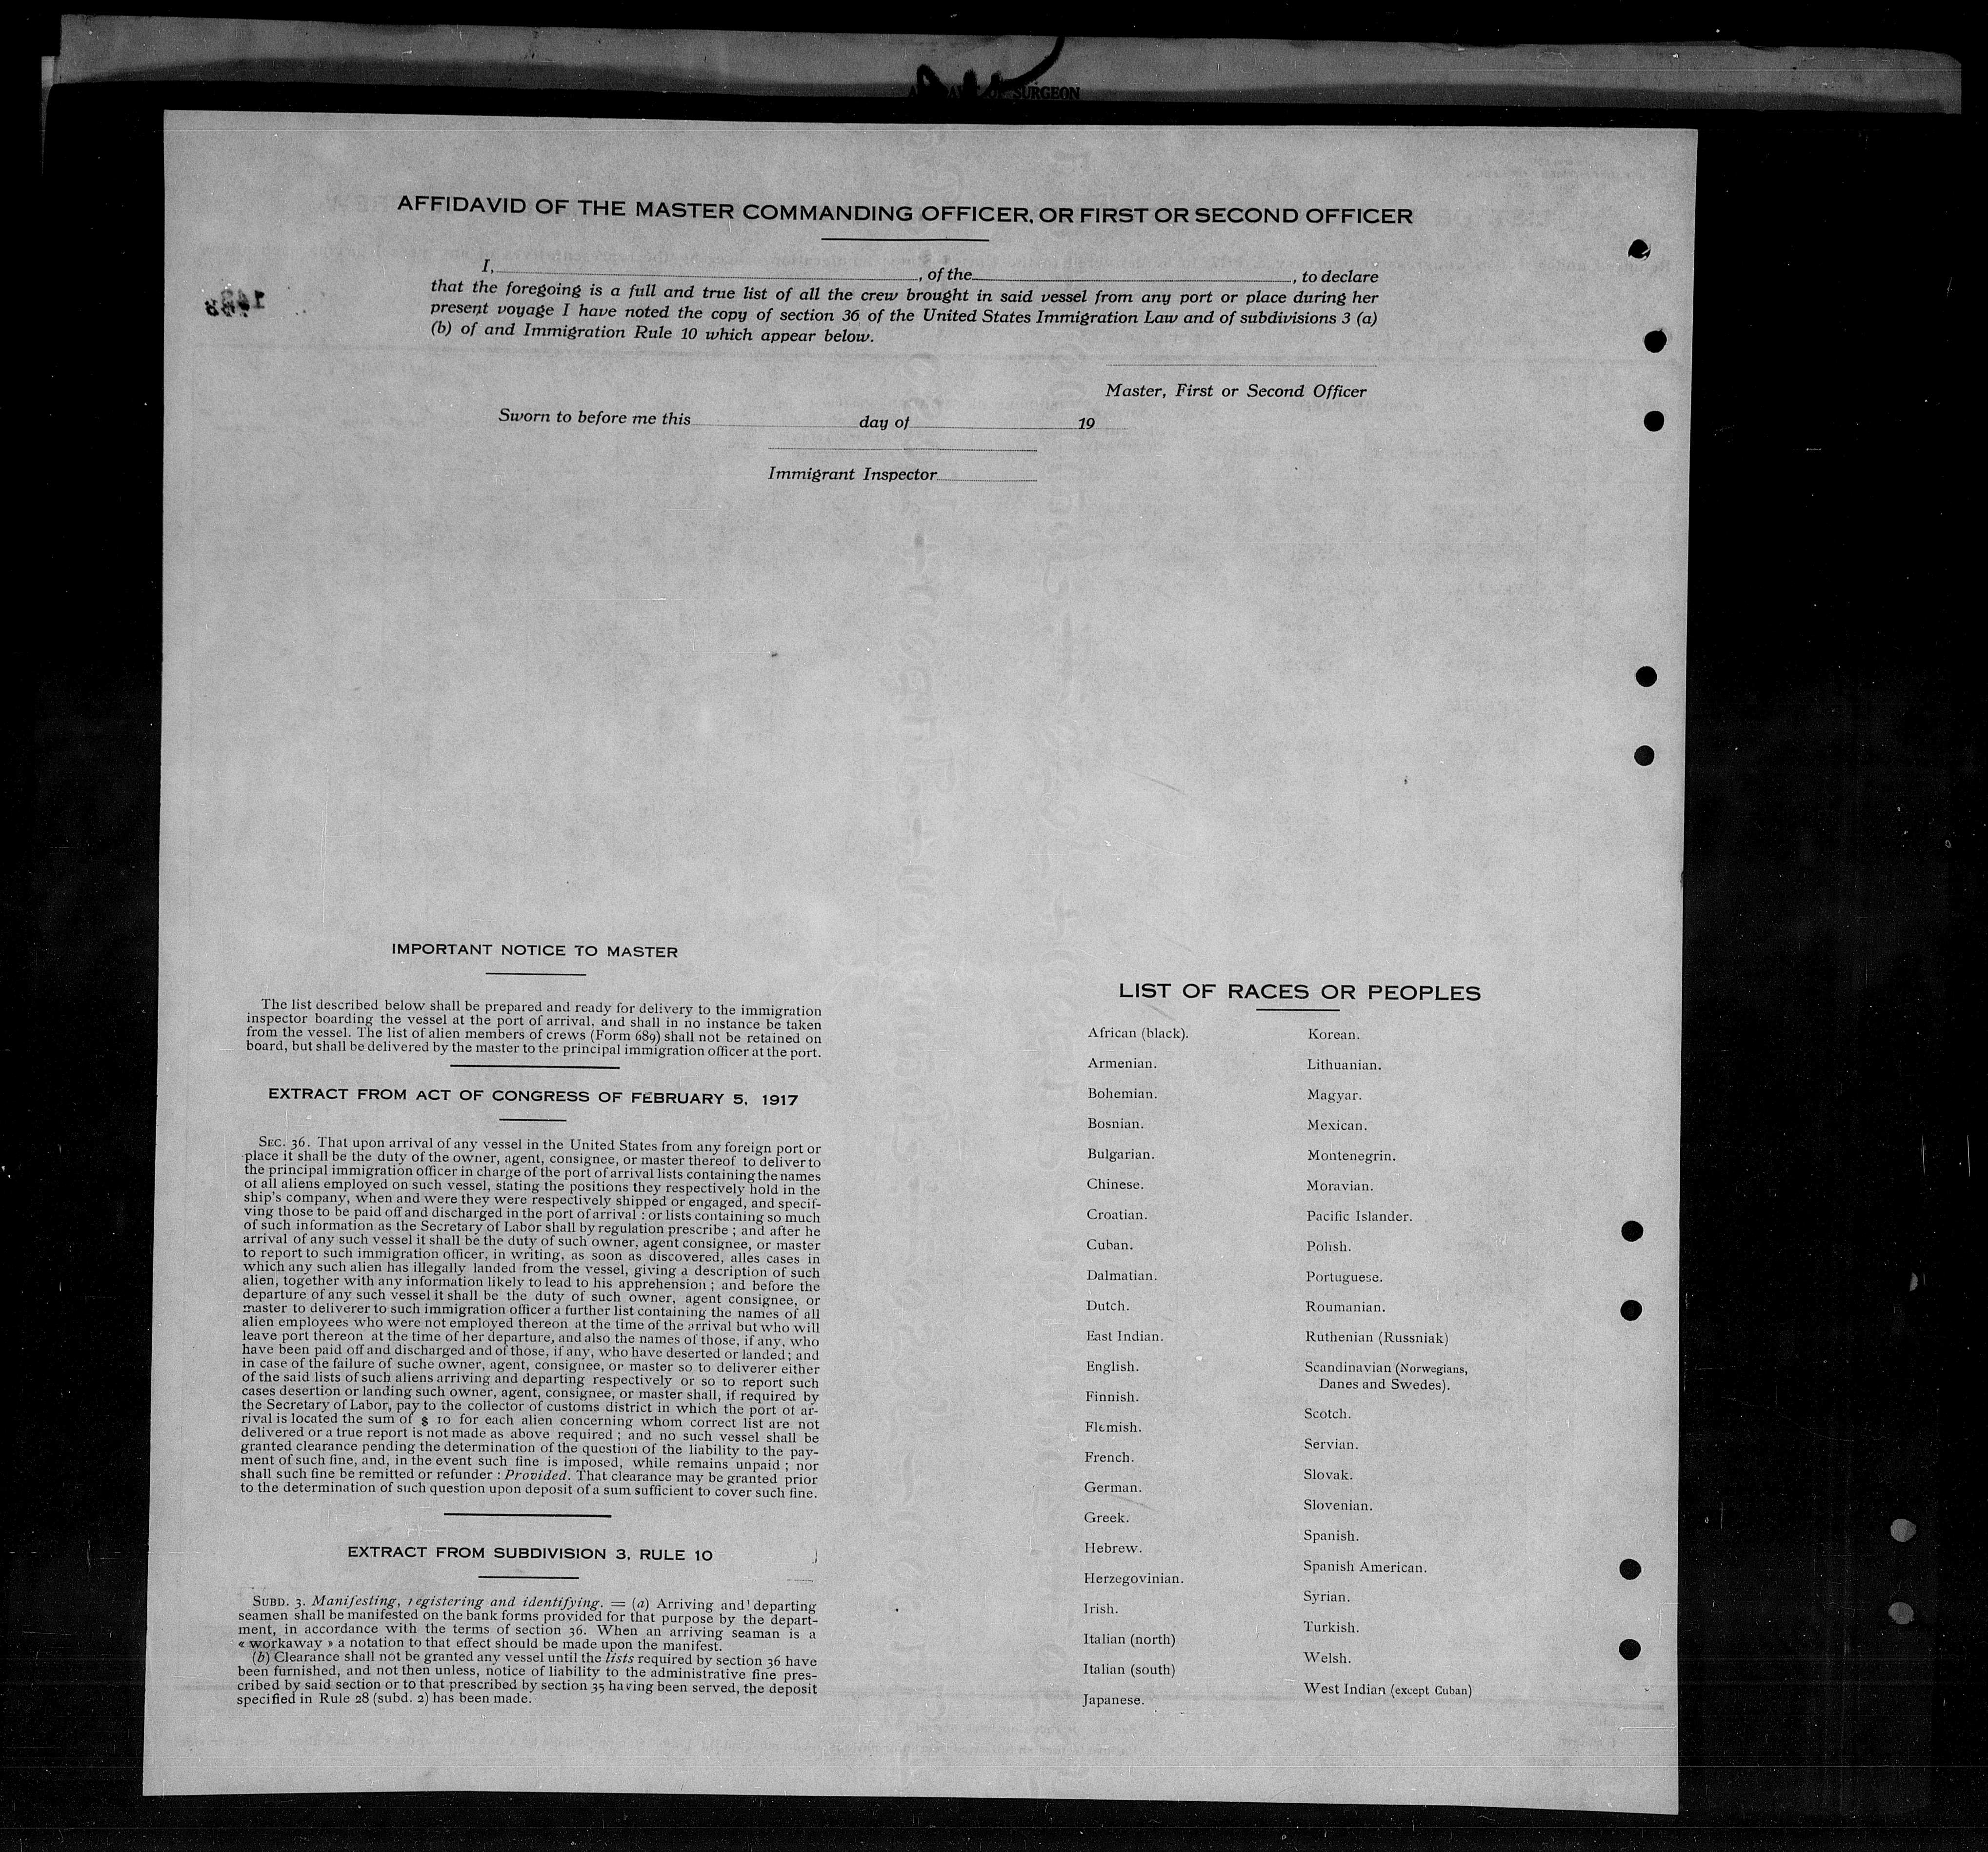 SURGEON
AFFIDAVID OF THE MASTER COMMANDING OFFICER, OR FIRST OR SECOND OFFICER
I, , of the , to declare
that the foregoing is a full and true list of all the crew brought in said vessel from any port or place during her
present voyage I have noted the copy of section 36 of the United States Immigration Law and of subdivisions 3 (a)
(b) of and Immigration Rule 10 which appear below.
Master, First or Second Officer
Sworn to before me this day of 19
Immigrant Inspector
IMPORTANT NOTICE TO MASTER
The list described below shall be prepared and ready for delivery to the immigration
inspector boarding the vessel at the port of arrival, and shall in no instance be taken
from the vessel. The list of alien members of crews (Form 689) shall not be retained on
board, but shall be delivered by the master to the principal immigration officer at the port.
EXTRACT FROM ACT OF CONGRESS OF FEBRUARY 5, 1917
SEC. 36. That upon arrival of any vessel in the United States from any foreign port or
place it shall be the duty of the owner, agent, consignee, or master thereof to deliver to
the principal immigration officer in charge of the port of arrival lists containing the names
of all aliens employed on such vessel, stating the positions they respectively hold in the
ship's company, when and were they were respectively shipped or engaged, and specif-
ving those to be paid off and discharged in the port of arrival : or lists containing so much
of such information as the Secretary of Labor shall by regulation prescribe ; and after he
arrival of any such vessel it shall be the duty of such owner, agent consignee, or master
to report to such immigration officer, in writing, as soon as discovered, alles cases in
which any such alien has illegally landed from the vessel, giving a description of such
alien, together with any information likely to lead to his apprehension ; and before the
departure of any such vessel it shall be the duty of such owner, agent consignee, or
master to deliverer to such immigration officer a further list containing the names of all
alien employees who were not employed thereon at the time of the arrival but who will
leave port thereon at the time of her departure, and also the names of those, if any, who
have been paid off and discharged and of those, if any, who have deserted or landed ; and
in case of the failure of suche owner, agent, consignee, or master so to deliverer either
of the said lists of such aliens arriving and departing respectively or so to report such
cases desertion or landing such owner, agent, consignee, or master shall, if required by
the Secretary of Labor, pay to the collector of customs district in which the port of ar-
rival is located the sum of $ 10 for each alien concerning whom correct list are not
delivered or a true report is not made as above required ; and no such vessel shall be
granted clearance pending the determination of the question of the liability to the pay-
ment of such fine, and, in the event such fine is imposed, while remains unpaid ; nor
shall such fine be remitted or refunder : Provided. That clearance may be granted prior
to the determination of such question upon deposit of a sum sufficient to cover such fine.
EXTRACT FROM SUBDIVISION 3, RULE 10
SUBD. 3. Manifesting, registering and identifying. = (a) Arriving and departing
seamen shall be manifested on the bank forms provided for that purpose by the depart-
ment, in accordance with the terms of section 36. When an arriving seaman is a
« workaway » a notation to that effect should be made upon the manifest.
(b) Clearance shall not be granted any vessel until the lists required by section 36 have
been furnished, and not then unless, notice of liability to the administrative fine pres-
cribed by said section or to that prescribed by section 35 having been served, the deposit
specified in Rule 28 (subd. 2) has been made.
LIST OF RACES OR PEOPLES
African (black).
Armenian.
Bohemian.
Bosnian.
Bulgarian.
Chinese.
Croatian.
Cuban.
Dalmatian.
Dutch.
East Indian.
English.
Finnish.
Flemish.
French.
German.
Greek.
Hebrew.
Herzegovinian.
Irish.
Italian (north)
Italian (south)
Japanese.
Korean.
Lithuanian.
Magyar.
Mexican.
Montenegrin.
Moravian.
Pacific Islander.
Polish.
Portuguese.
Roumanian.
Ruthenian (Russniak)
Scandinavian (Norwegians,
Danes and Swedes).
Scotch.
Servian.
Slovak.
Slovenian.
Spanish.
Spanish American.
Syrian.
Turkish.
Welsh.
West Indian (except Cuban)